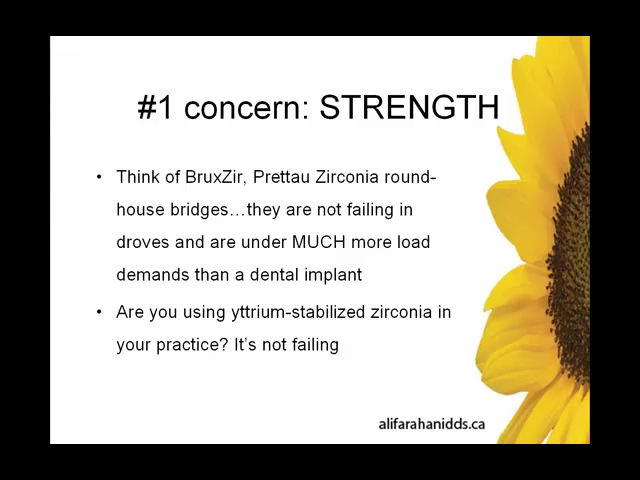 #1 concern: STRENGTH
• Think of BruxZir, Prettau Zirconia round-
house bridges…they are not failing in
droves and are under MUCH more load
demands than a dental implant
• Are you using yttrium-stabilized zirconia in
your practice? It’s not failing
alifarahanidds.ca